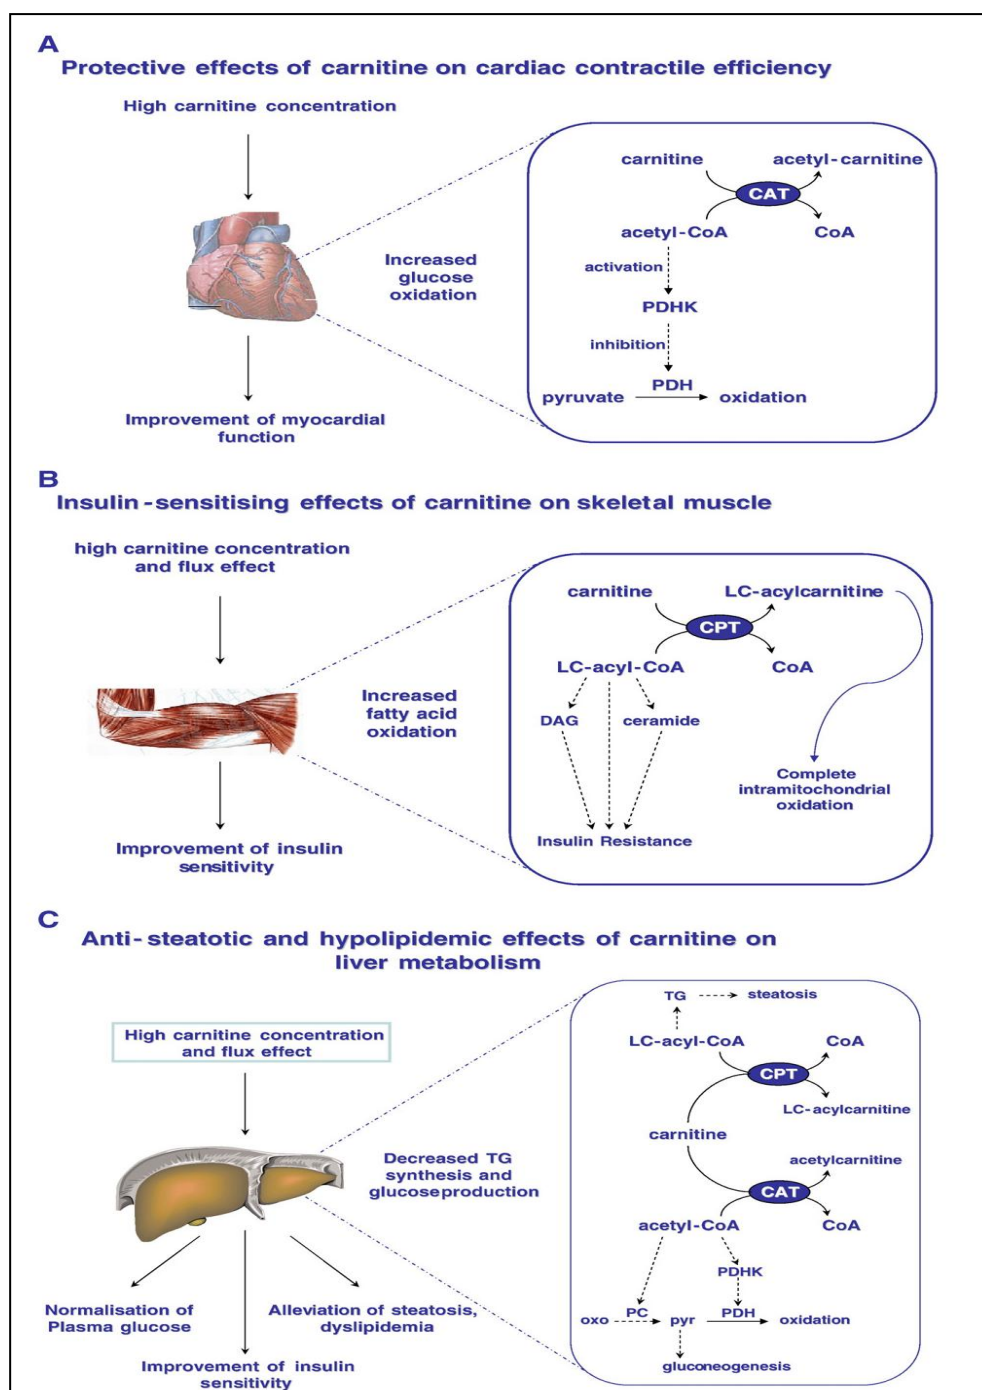 A
Protective effects of carnitine on cardiac contractile efficiency
High carnitine concentration
Increased
glucose
oxidation
Improvement of myocardial
function
carnitine
acetyl-carnitine
CAT
acetyl-CoA
CoA
activation
PDHK
inhibition
PDH
pyruvate
oxidation
B
Insulin-sensitising effects of carnitine on skeletal muscle
high carnitine concentration
and flux effect
Increased
fatty acid
oxidation
Improvement of insulin
sensitivity
carnitine
LC-acylcarnitine
CPT
LC-acyl-CoA
CoA
DAG
ceramide
Complete
intramitochondrial
oxidation
Insulin Resistance
C
Anti-steatotic and hypolipidemic effects of carnitine on
liver metabolism
High carnitine concentration
and flux effect
Decreased TG
synthesis and
glucoseproduction
Normalisation of
Plasma glucose
Alleviation of steatosis,
dyslipidemia
Improvement of insulin
sensitivity
TG
steatosis
LC-acyl-CoA
CoA
CPT
LC-acylcarnitine
carnitine
acetylcarnitine
CAT
acetyl-CoA
CoA
PDHK
oxo
PC
pyr
PDH
oxidation
gluconeogenesis